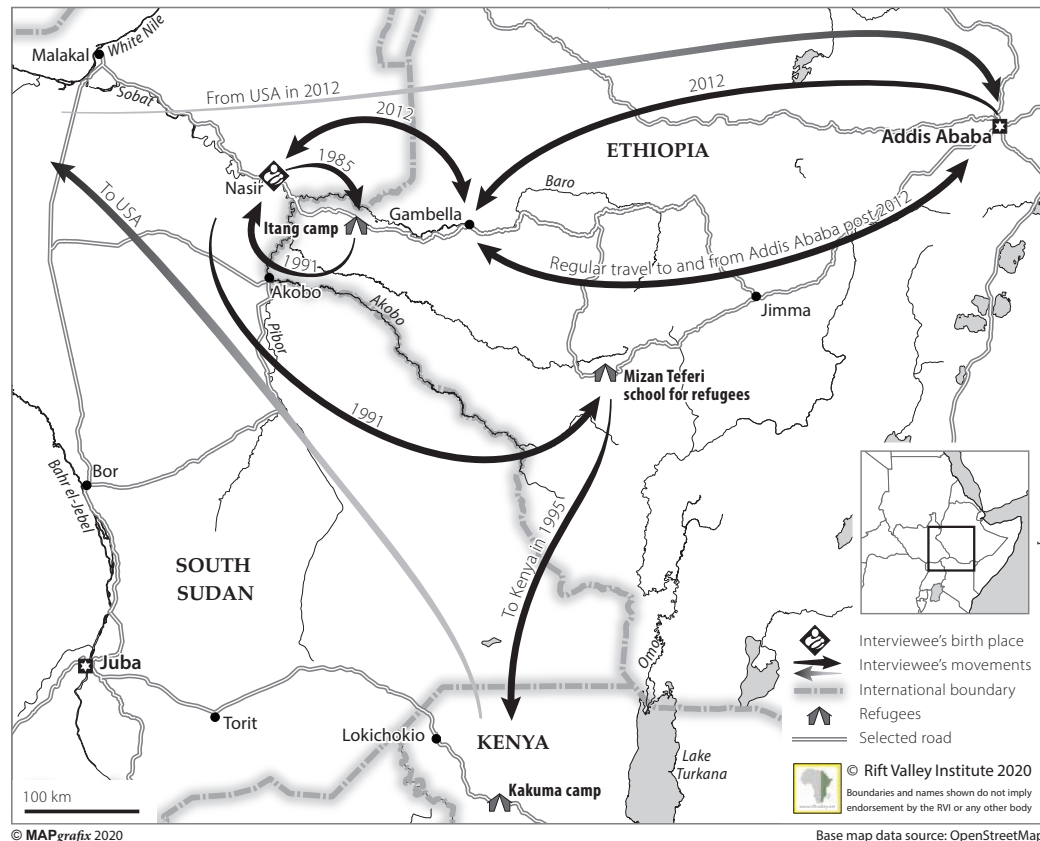 Malakal
White Nile
Sobat
From USA in 2012
2012
2012
Addis Ababa
ETHIOPIA
1985
Nasir
Baro
Gambella
Itang camp
To USA
Regular travel to and from Addis Ababa post 2012
1991
Akobo
Akobo
Jimma
Pibor
Mizan Teferi
school for refugees
1991
Bor
Bahr el-Jebel
To Kenya in 1995
SOUTH
SUDAN
Omo
Juba
Torit
Lokichokio
KENYA
Lake
Turkana
Kakuma camp
Interviewee's birth place
Interviewee's movements
International boundary
Refugees
Selected road
www.riftvalley.net
© Rift Valley Institute 2020
Boundaries and names shown do not imply
endorsement by the RVI or any other body
100 km
© MAPgrafix 2020
Base map data source: OpenStreetMap